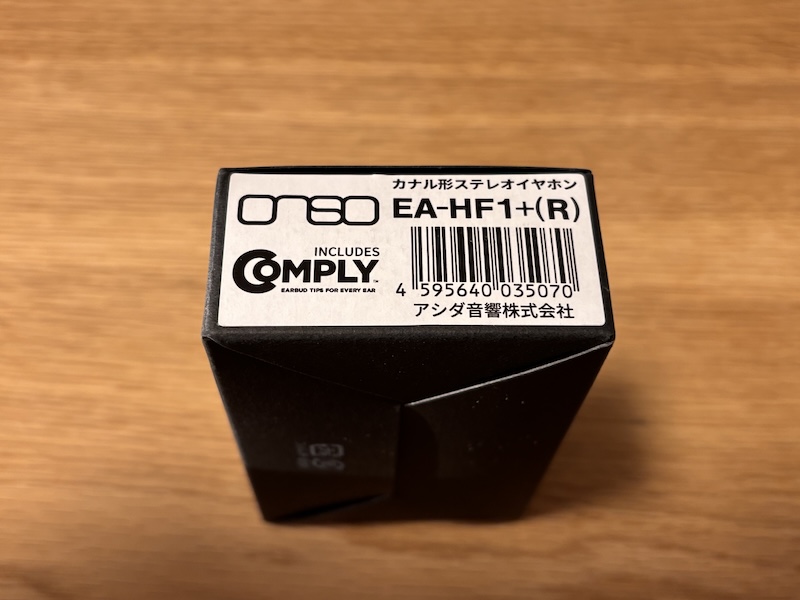 カナル形ステレオイヤホン
onso
EA-HF1+(R)
INCLUDES
COMPLY™
EARBUD TIPS FOR EVERY EAR
4 595640 035070
アシダ音響株式会社